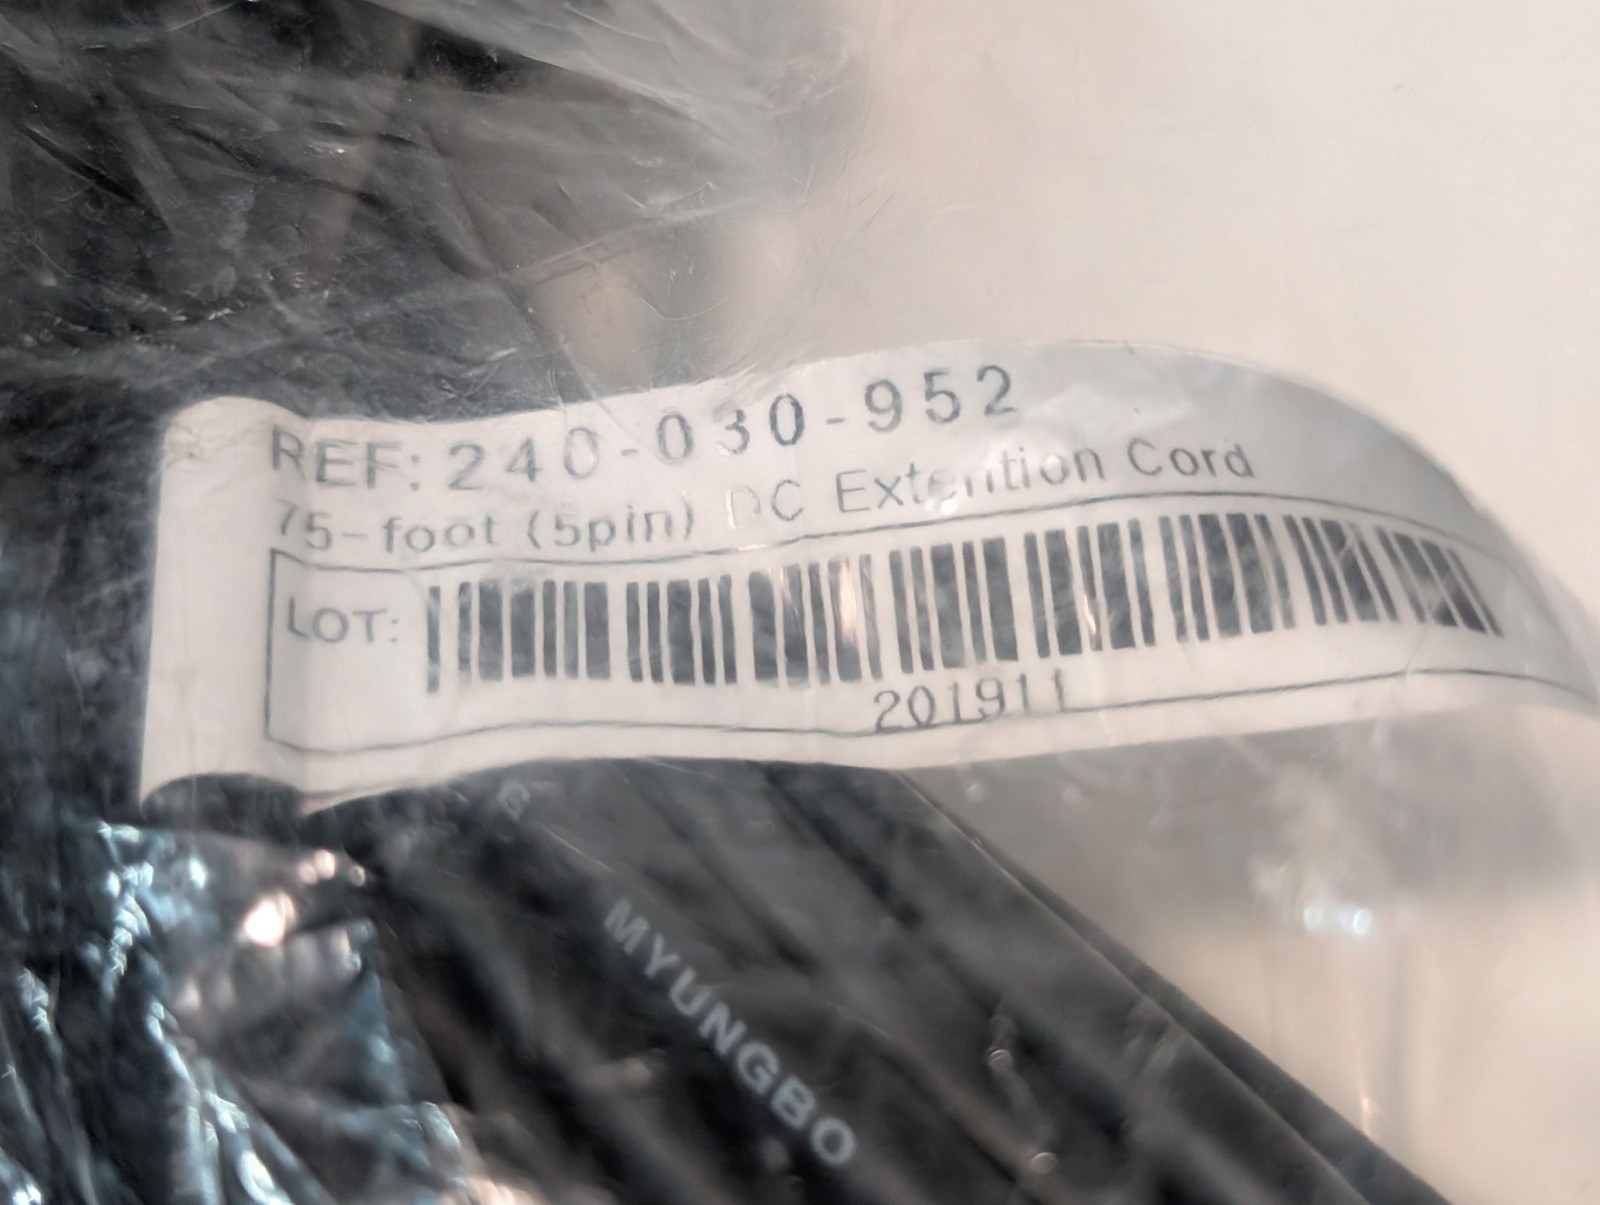 REF: 240-030-952
75-foot (5pin) DC Extention Cord
LOT:
201911
G
MYUNGBO